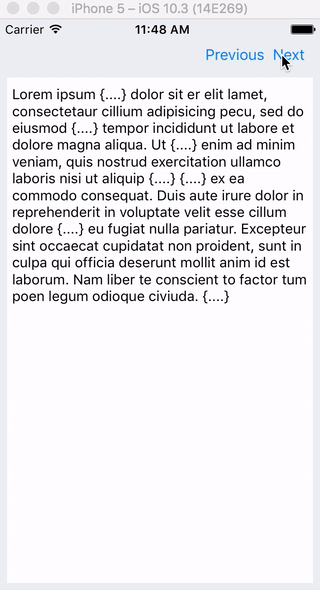 iPhone 5 – iOS 10.3 (14E269)
Carrier 11:48 AM
Previous Next
Lorem ipsum {....} dolor sit er elit lamet,
consectetaur cillium adipisicing pecu, sed do
eiusmod {....} tempor incididunt ut labore et
dolore magna aliqua. Ut {....} enim ad minim
veniam, quis nostrud exercitation ullamco
laboris nisi ut aliquip {....} {....} ex ea
commodo consequat. Duis aute irure dolor in
reprehenderit in voluptate velit esse cillum
dolore {....} eu fugiat nulla pariatur. Excepteur
sint occaecat cupidatat non proident, sunt in
culpa qui officia deserunt mollit anim id est
laborum. Nam liber te conscient to factor tum
poen legum odioque civiuda. {....}